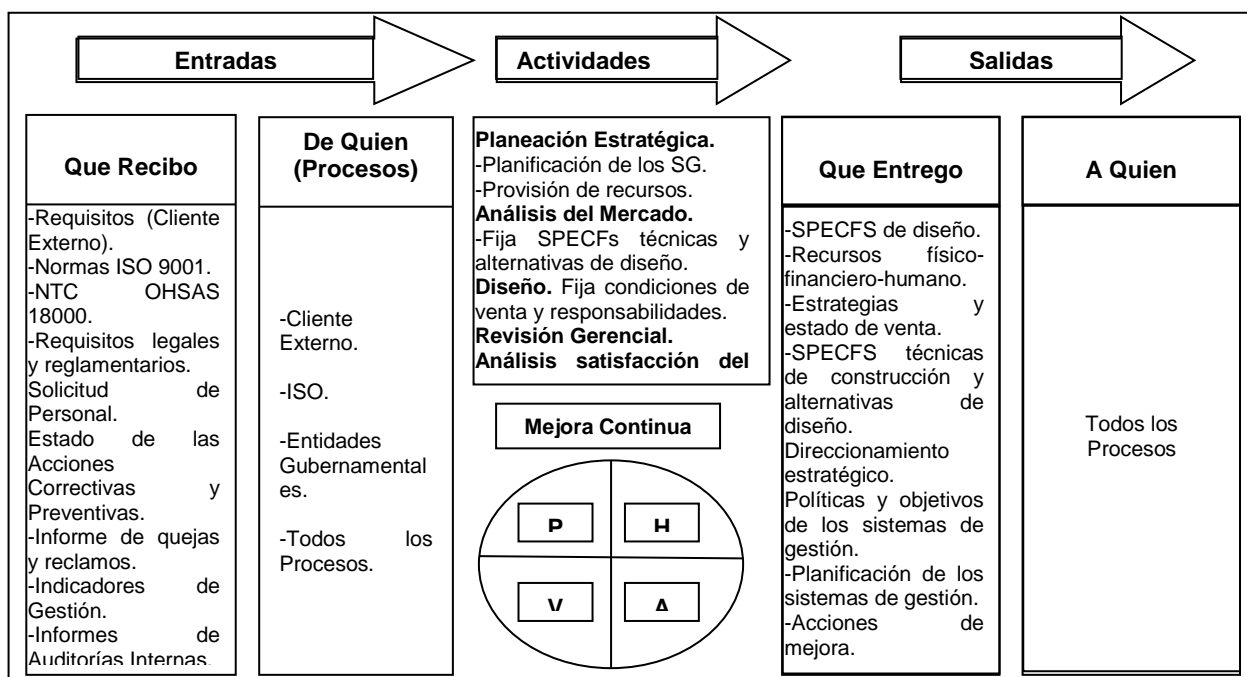 Entradas
Actividades
Salidas
Que Recibo
-Requisitos (Cliente
Externo).
-Normas ISO 9001.
-NTC OHSAS
18000.
-Requisitos legales
y reglamentarios.
Solicitud de
Personal.
Estado de las
Acciones
Correctivas y
Preventivas.
-Informe de quejas
y reclamos.
-Indicadores de
Gestión.
-Informes de
Auditorías Internas.
De Quien
(Procesos)
-Cliente
Externo.
-ISO.
-Entidades
Gubernamental
es.
-Todos los
Procesos.
Planeación Estratégica.
-Planificación de los SG.
-Provisión de recursos.
Análisis del Mercado.
-Fija SPECFs técnicas y
alternativas de diseño.
Diseño. Fija condiciones de
venta y responsabilidades.
Revisión Gerencial.
Análisis satisfacción del
Mejora Continua
P
H
V
A
Que Entrego
-SPECFS de diseño.
-Recursos físico-
financiero-humano.
-Estrategias y
estado de venta.
-SPECFS técnicas
de construcción y
alternativas de
diseño.
Direccionamiento
estratégico.
Políticas y objetivos
de los sistemas de
gestión.
-Planificación de los
sistemas de gestión.
-Acciones de
mejora.
A Quien
Todos los
Procesos